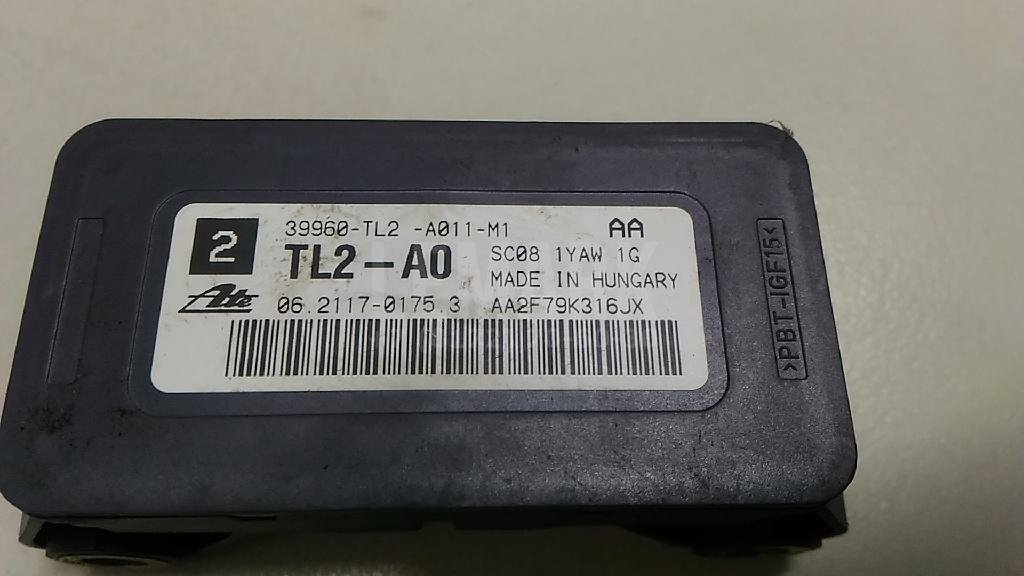 2
39960-TL2 -A011-M1 AA
TL2-A0 SC08 1YAW 1G
MADE IN HUNGARY
Ate 06.2117-0175.3 AA2F79K316JX
>PBT-IGF15<